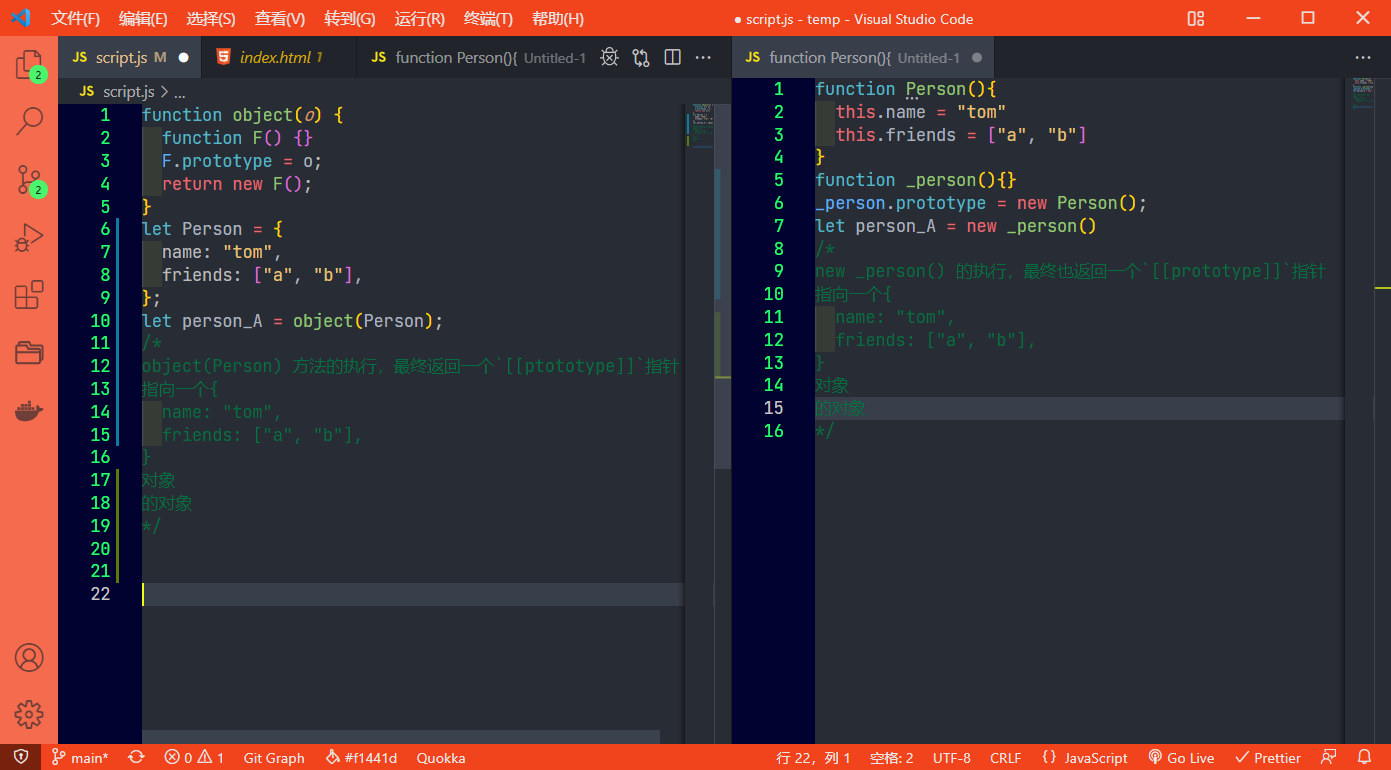 文件(F) 编辑(E) 选择(S) 查看(V) 转到(G) 运行(R) 终端(T) 帮助(H) ● script.js - temp - Visual Studio Code
JS script.js M ● index.html 1 JS function Person(){ Untitled-1 ···
JS script.js > ...
1 function object(o) {
2 function F() {}
3 F.prototype = o;
4 return new F();
5 }
6 let Person = {
7 name: "tom",
8 friends: ["a", "b"],
9 };
10 let person_A = object(Person);
11 /*
12 object(Person) 方法的执行，最终返回一个`[[ptototype]]`指针
13 指向一个{
14 name: "tom",
15 friends: ["a", "b"],
16 }
17 对象
18 的对象
19 */
20
21
22
JS function Person(){ Untitled-1 ● ···
1 function Person(){
2 this.name = "tom"
3 this.friends = ["a", "b"]
4 }
5 function _person(){}
6 _person.prototype = new Person();
7 let person_A = new _person()
8 /*
9 new _person() 的执行，最终也返回一个`[[prototype]]`指针
10 指向一个{
11 name: "tom",
12 friends: ["a", "b"],
13 }
14 对象
15 的对象
16 */
2
2
main* 0 1 Git Graph #f1441d Quokka 行 22，列 1 空格: 2 UTF-8 CRLF {} JavaScript Go Live Prettier